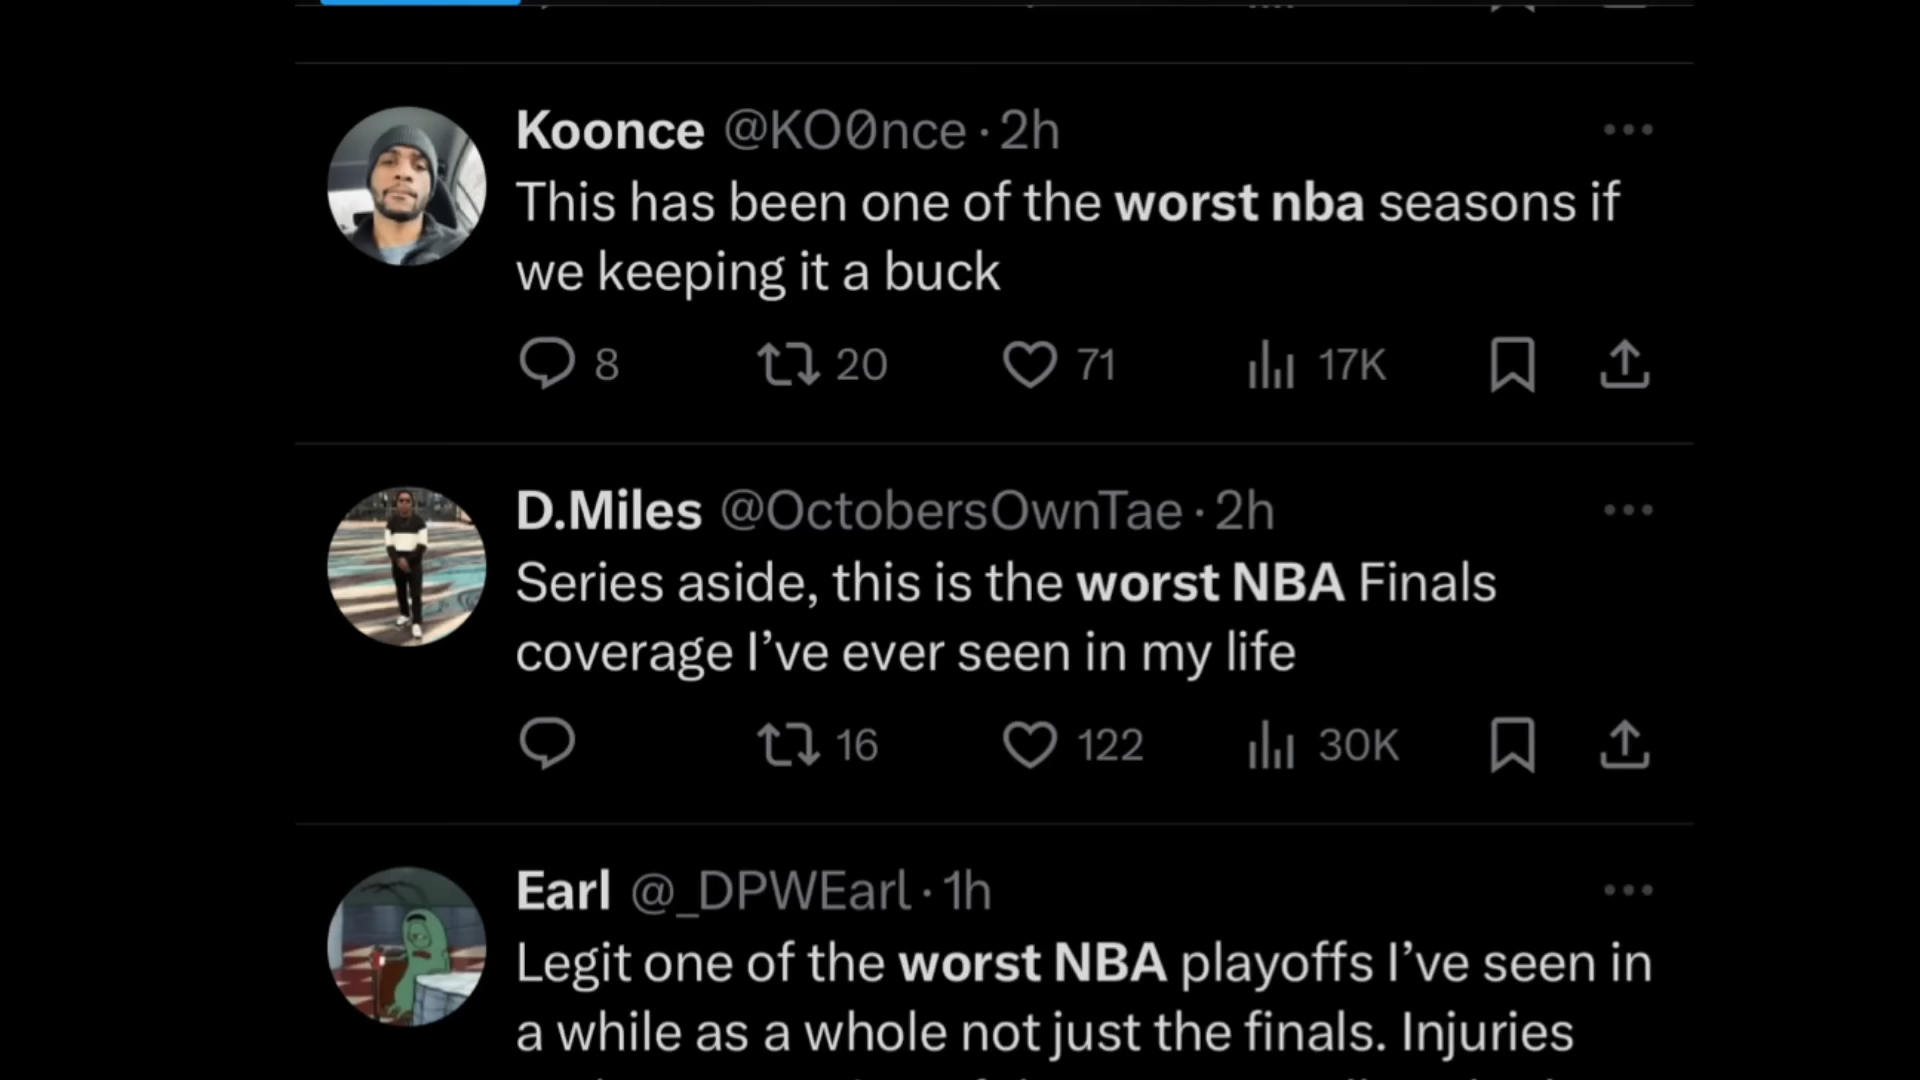 Koonce @KO0nce · 2h
This has been one of the worst nba seasons if
we keeping it a buck
8 20 71 17K
D.Miles @OctobersOwnTae · 2h
Series aside, this is the worst NBA Finals
coverage I’ve ever seen in my life
16 122 30K
Earl @_DPWEarl · 1h
Legit one of the worst NBA playoffs I’ve seen in
a while as a whole not just the finals. Injuries